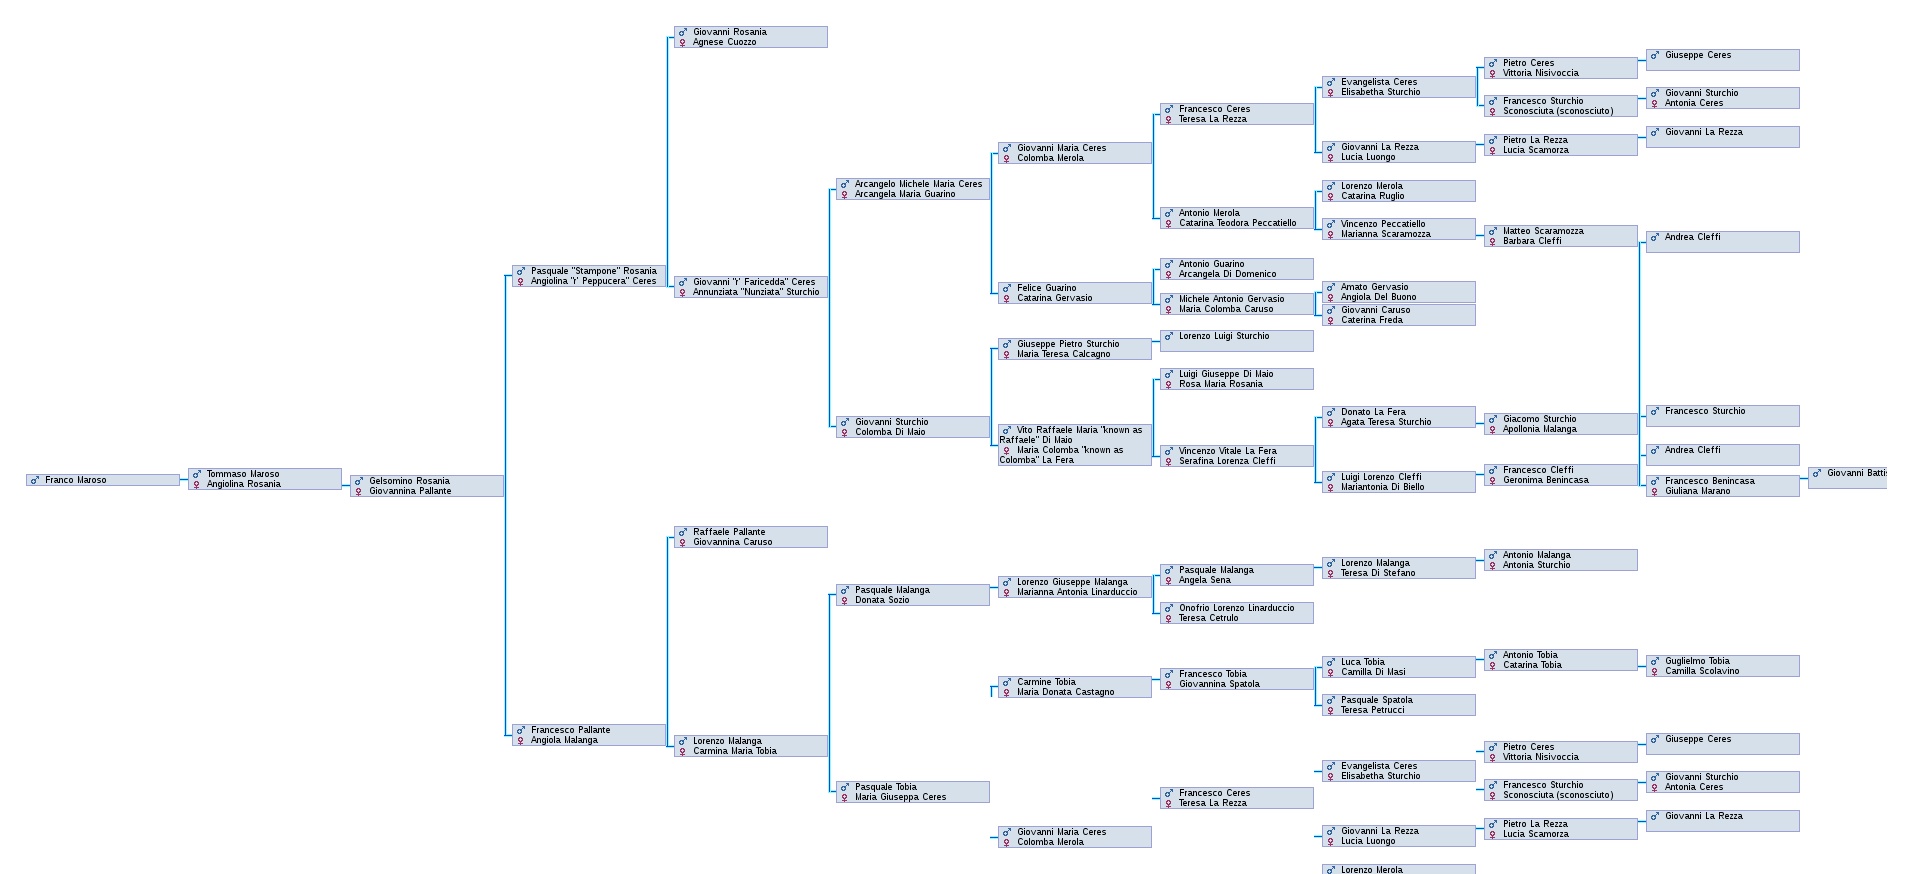 Franco Maroso
Tommaso Maroso
Angiolina Rosania
Gelsomino Rosania
Giovannina Pallante
Pasquale "Stampone" Rosania
Angiolina "r' Peppucera" Ceres
Francesco Pallante
Angiola Malanga
Giovanni Rosania
Agnese Cuozzo
Giovanni "r' Faricedda" Ceres
Annunziata "Nunziata" Sturchio
Raffaele Pallante
Giovannina Caruso
Lorenzo Malanga
Carmina Maria Tobia
Arcangelo Michele Maria Ceres
Arcangela Maria Guarino
Giovanni Sturchio
Colomba Di Maio
Pasquale Malanga
Donata Sozio
Pasquale Tobia
Maria Giuseppa Ceres
Giovanni Maria Ceres
Colomba Merola
Felice Guarino
Catarina Gervasio
Giuseppe Pietro Sturchio
Maria Teresa Calcagno
Vito Raffaele Maria "known as
Raffaele" Di Maio
Maria Colomba "known as
Colomba" La Fera
Lorenzo Giuseppe Malanga
Marianna Antonia Linarduccio
Carmine Tobia
Maria Donata Castagno
Giovanni Maria Ceres
Colomba Merola
Francesco Ceres
Teresa La Rezza
Antonio Merola
Catarina Teodora Peccatiello
Antonio Guarino
Arcangela Di Domenico
Michele Antonio Gervasio
Maria Colomba Caruso
Lorenzo Luigi Sturchio
Luigi Giuseppe Di Maio
Rosa Maria Rosania
Vincenzo Vitale La Fera
Serafina Lorenza Cleffi
Pasquale Malanga
Angela Sena
Onofrio Lorenzo Linarduccio
Teresa Cetrulo
Francesco Tobia
Giovannina Spatola
Francesco Ceres
Teresa La Rezza
Evangelista Ceres
Elisabetha Sturchio
Giovanni La Rezza
Lucia Luongo
Lorenzo Merola
Catarina Ruglio
Vincenzo Peccatiello
Marianna Scaramozza
Amato Gervasio
Angiola Del Buono
Giovanni Caruso
Caterina Freda
Donato La Fera
Agata Teresa Sturchio
Luigi Lorenzo Cleffi
Mariantonia Di Biello
Lorenzo Malanga
Teresa Di Stefano
Luca Tobia
Camilla Di Masi
Pasquale Spatola
Teresa Petrucci
Evangelista Ceres
Elisabetha Sturchio
Giovanni La Rezza
Lucia Luongo
Lorenzo Merola
Pietro Ceres
Vittoria Nisivoccia
Francesco Sturchio
Sconosciuta (sconosciuto)
Pietro La Rezza
Lucia Scamorza
Matteo Scaramozza
Barbara Cleffi
Giacomo Sturchio
Apollonia Malanga
Francesco Cleffi
Geronima Benincasa
Antonio Malanga
Antonia Sturchio
Antonio Tobia
Catarina Tobia
Pietro Ceres
Vittoria Nisivoccia
Francesco Sturchio
Sconosciuta (sconosciuto)
Pietro La Rezza
Lucia Scamorza
Giuseppe Ceres
Giovanni Sturchio
Antonia Ceres
Giovanni La Rezza
Andrea Cleffi
Francesco Sturchio
Andrea Cleffi
Francesco Benincasa
Giuliana Marano
Guglielmo Tobia
Camilla Scolavino
Giuseppe Ceres
Giovanni Sturchio
Antonia Ceres
Giovanni La Rezza
Giovanni